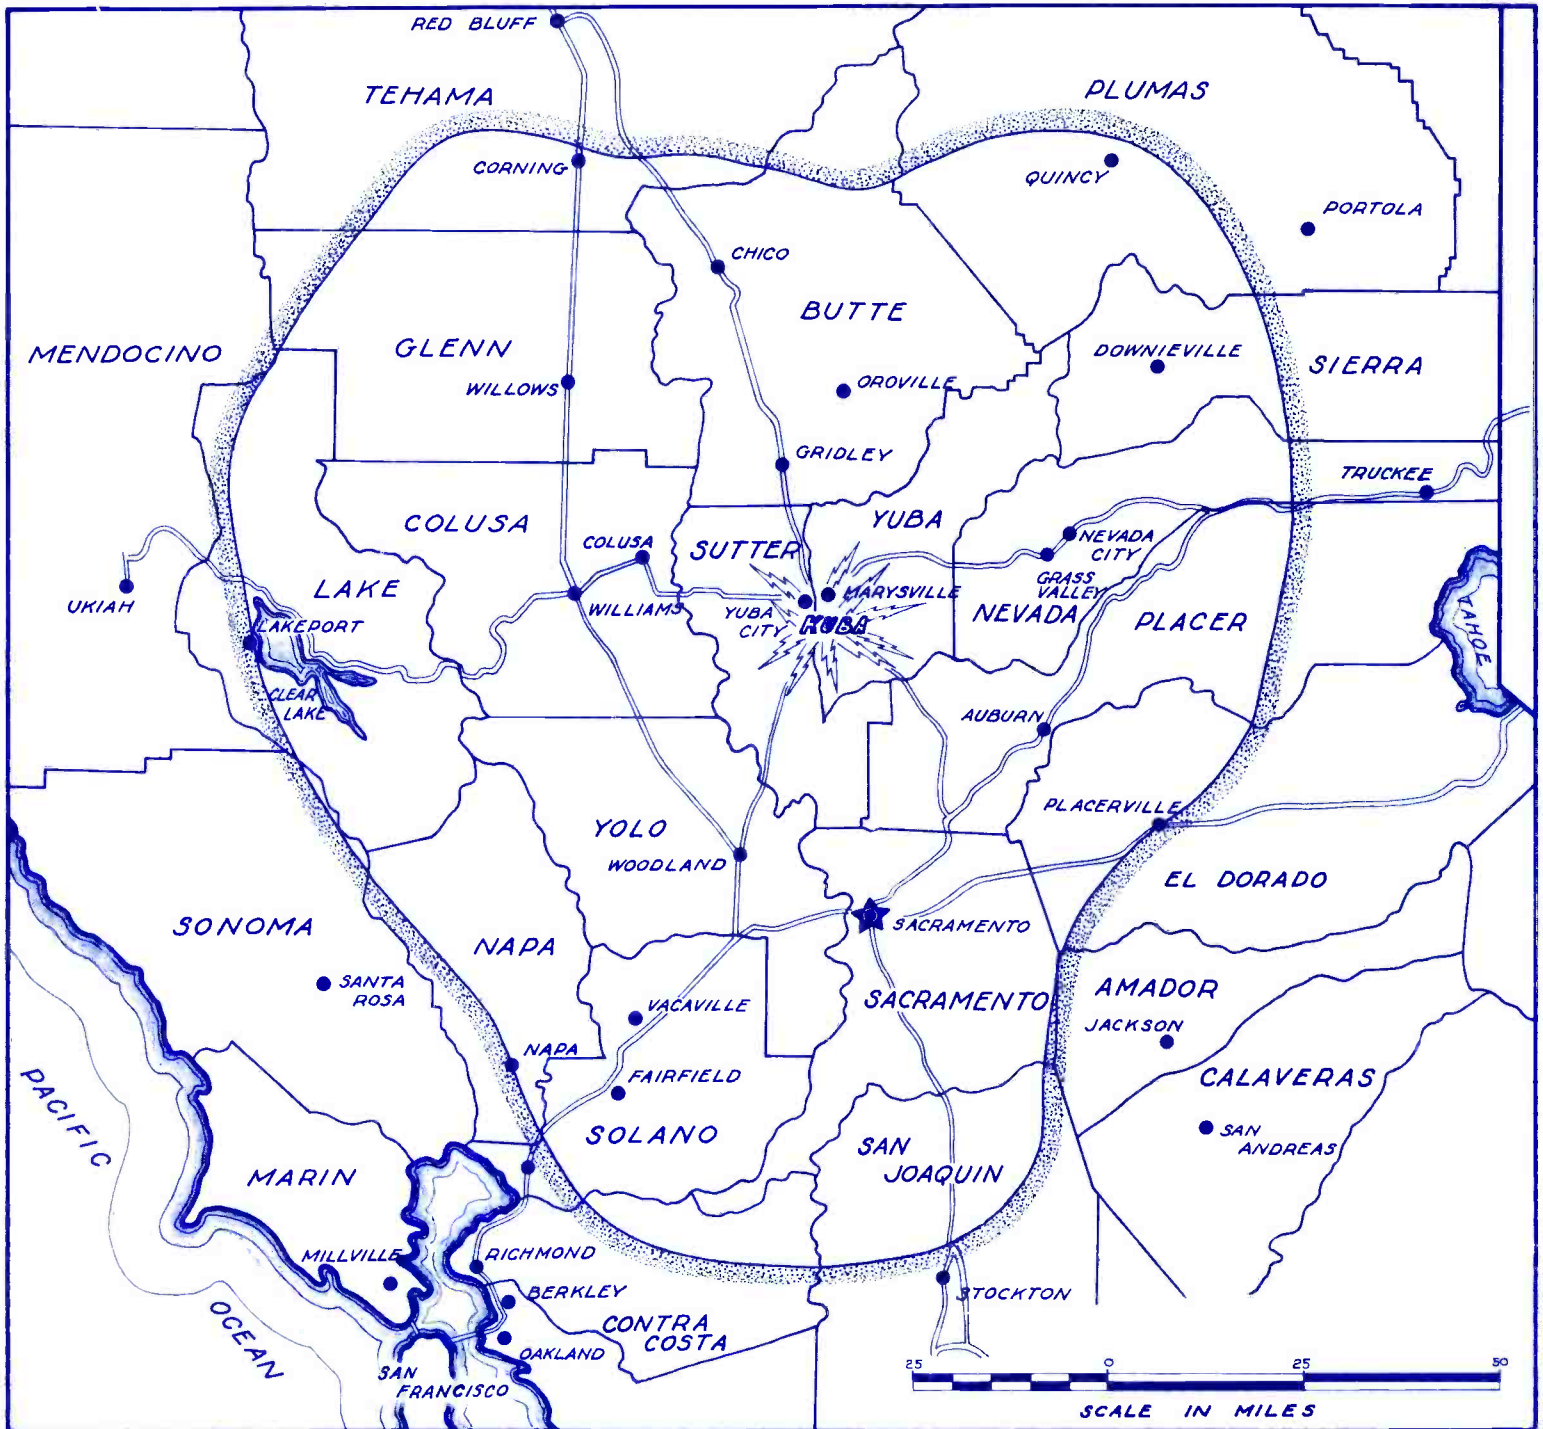 RED BLUFF
TEHAMA
PLUMAS
CORNING
QUINCY
PORTOLA
CHICO
BUTTE
MENDOCINO
GLENN
DOWNIEVILLE
SIERRA
WILLOWS
OROVILLE
GRIDLEY
TRUCKEE
COLUSA
YUBA
COLUSA
SUTTER
NEVADA
CITY
GRASS
VALLEY
UKIAH
LAKE
WILLIAMS
YUBA
CITY
MARYSVILLE
KUBA
NEVADA
PLACER
TAHOE
LAKEPORT
CLEAR
LAKE
AUBURN
PLACERVILLE
YOLO
WOODLAND
EL DORADO
SONOMA
NAPA
SACRAMENTO
SANTA
ROSA
VACAVILLE
SACRAMENTO
AMADOR
JACKSON
NAPA
FAIRFIELD
CALAVERAS
PACIFIC
SOLANO
SAN
JOAQUIN
SAN
ANDREAS
MARIN
MILLVILLE
RICHMOND
BERKLEY
STOCKTON
OCEAN
CONTRA
COSTA
OAKLAND
SAN
FRANCISCO
25 0 25 50
SCALE IN MILES